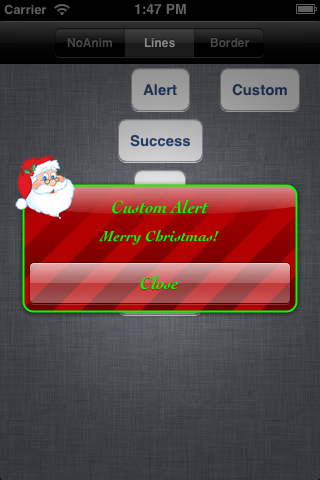 Carrier 1:47 PM
NoAnim Lines Border
Alert Custom
Success
Custom Alert
Merry Christmas!
Close